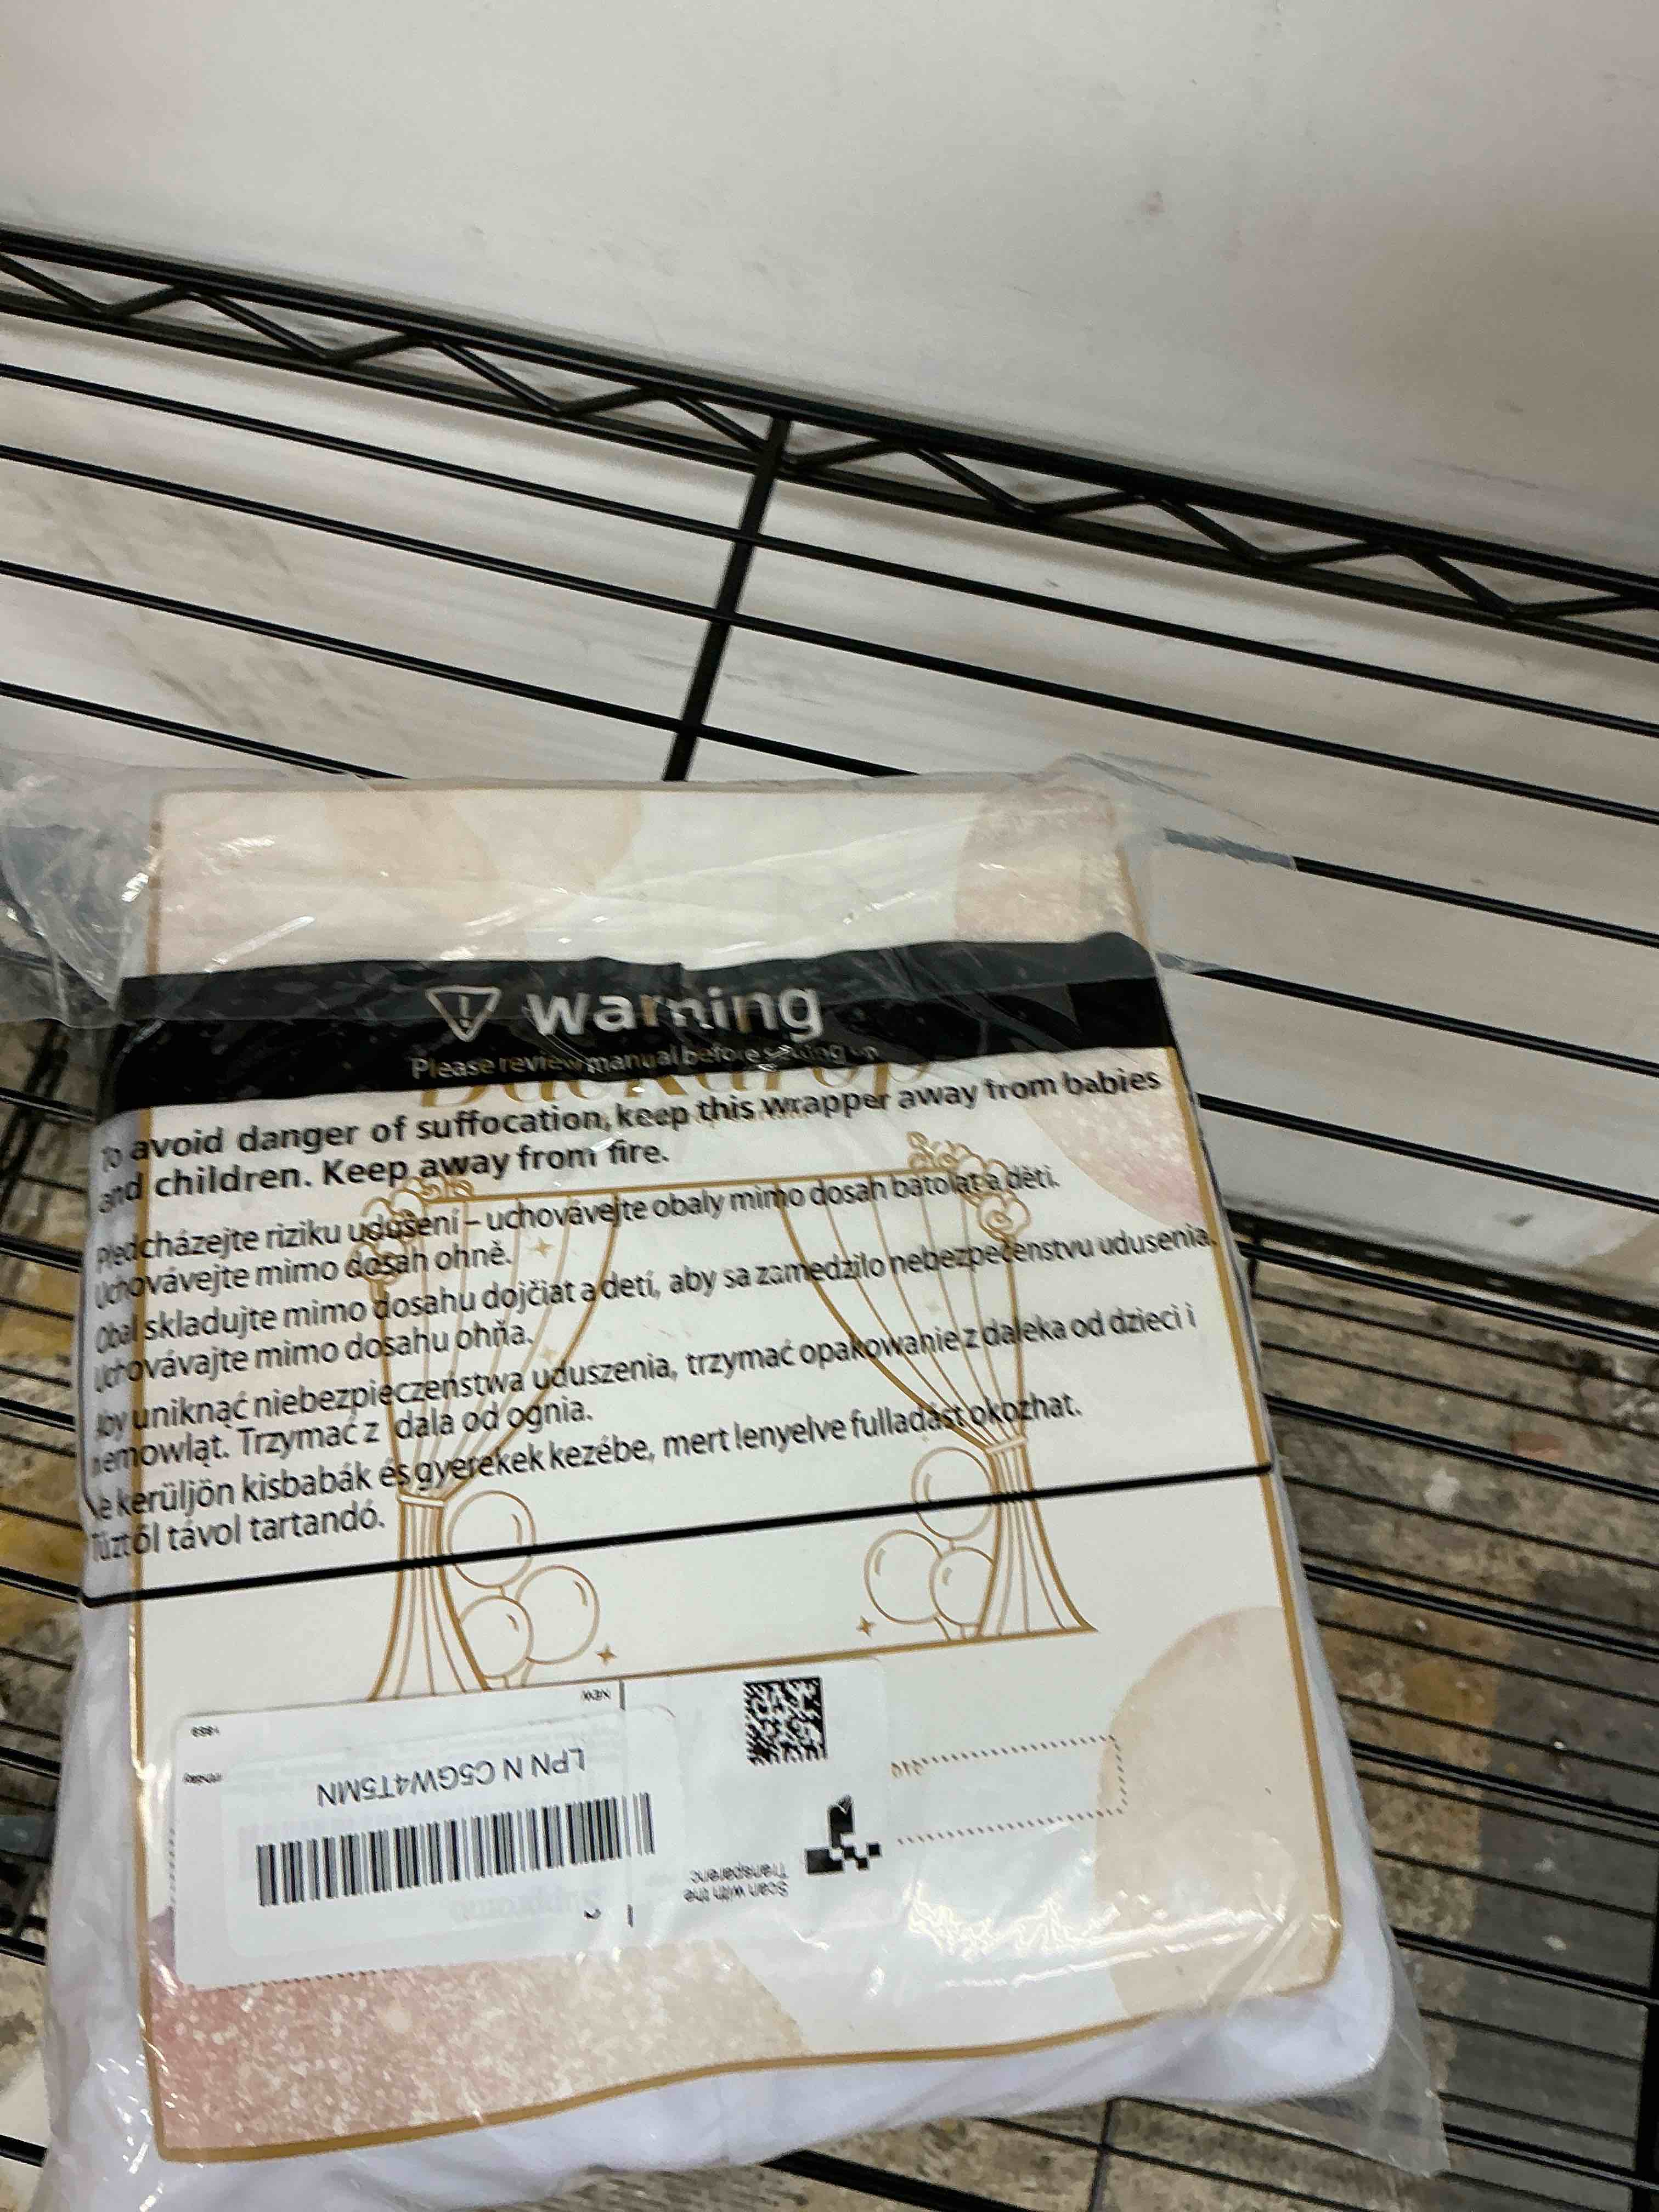 warning
Please review manual before setting up
Backdrop
To avoid danger of suffocation, keep this wrapper away from babies
and children. Keep away from fire.
Předcházejte riziku udušení – uchovávejte obaly mimo dosah batolat a děti.
Uchovávejte mimo dosah ohně.
Obal skladujte mimo dosahu dojčiat a detí, aby sa zamedzilo nebezpečenstvu udusenia.
Uchovávajte mimo dosahu ohňa.
Aby uniknąć niebezpieczeństwa uduszenia, trzymać opakowanie z daleka od dzieci i
niemowląt. Trzymać z dala od ognia.
Ne kerüljön kisbabák és gyerekek kezébe, mert lenyelve fulladást okozhat.
Tűztől távol tartandó.
NEW
LPN N C5GW4T5MN
Scan with the
Transparenc